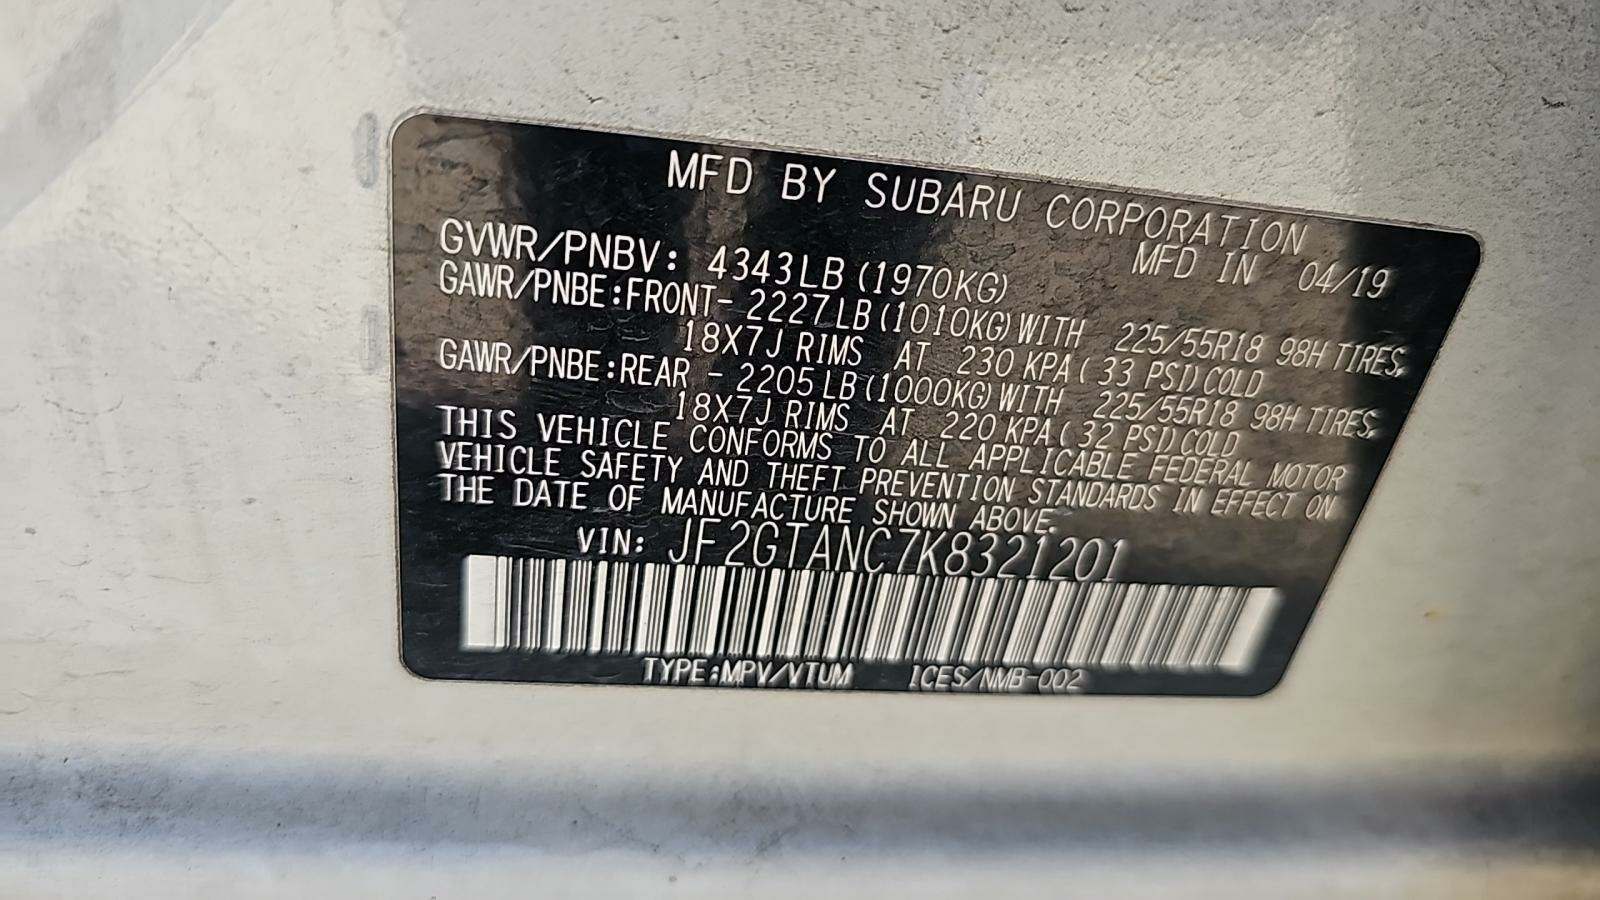 MFD BY SUBARU CORPORATION
MFD IN 04/19
GVWR/PNBV: 4343LB (1970KG)
GAWR/PNBE:FRONT- 2227LB (1010KG) WITH 225/55R18 98H TIRES,
18X7J RIMS AT 230 KPA ( 33 PSI) COLD
GAWR/PNBE:REAR - 2205LB (1000KG) WITH 225/55R18 98H TIRES,
18X7J RIMS AT 220 KPA ( 32 PSI) COLD
THIS VEHICLE CONFORMS TO ALL APPLICABLE FEDERAL MOTOR
VEHICLE SAFETY AND THEFT PREVENTION STANDARDS IN EFFECT ON
THE DATE OF MANUFACTURE SHOWN ABOVE.
VIN: JF2GTANC7K8321201
TYPE:MPV/VTUM ICES/NMB-002